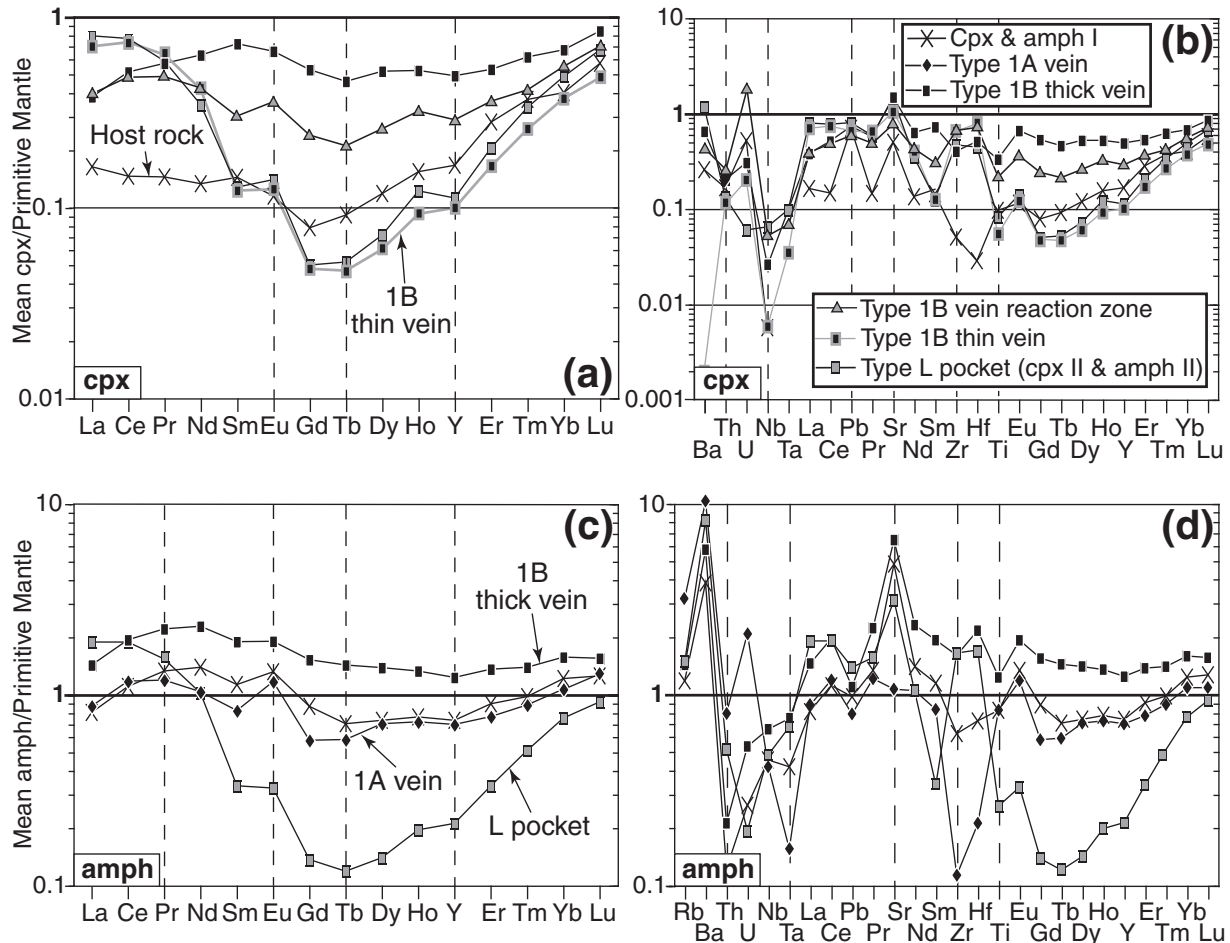 1
0.1
0.01
Mean cpx/Primitive Mantle
Host rock
1B
thin vein
cpx
(a)
La Ce Pr Nd Sm Eu Gd Tb Dy Ho Y Er Tm Yb Lu
10
1
0.1
0.01
0.001
(b)
Cpx & amph I
Type 1A vein
Type 1B thick vein
Type 1B vein reaction zone
Type 1B thin vein
Type L pocket (cpx II & amph II)
cpx
Th Nb La Pb Sr Sm Hf Eu Tb Ho Er Yb
Ba U Ta Ce Pr Nd Zr Ti Gd Dy Y Tm Lu
10
1
0.1
Mean amph/Primitive Mantle
(c)
1B
thick vein
1A vein
L pocket
amph
La Ce Pr Nd Sm Eu Gd Tb Dy Ho Y Er Tm Yb Lu
10
1
0.1
(d)
amph
Rb Th Nb La Pb Sr Sm Hf Eu Tb Ho Er Yb
Ba U Ta Ce Pr Nd Zr Ti Gd Dy Y Tm Lu